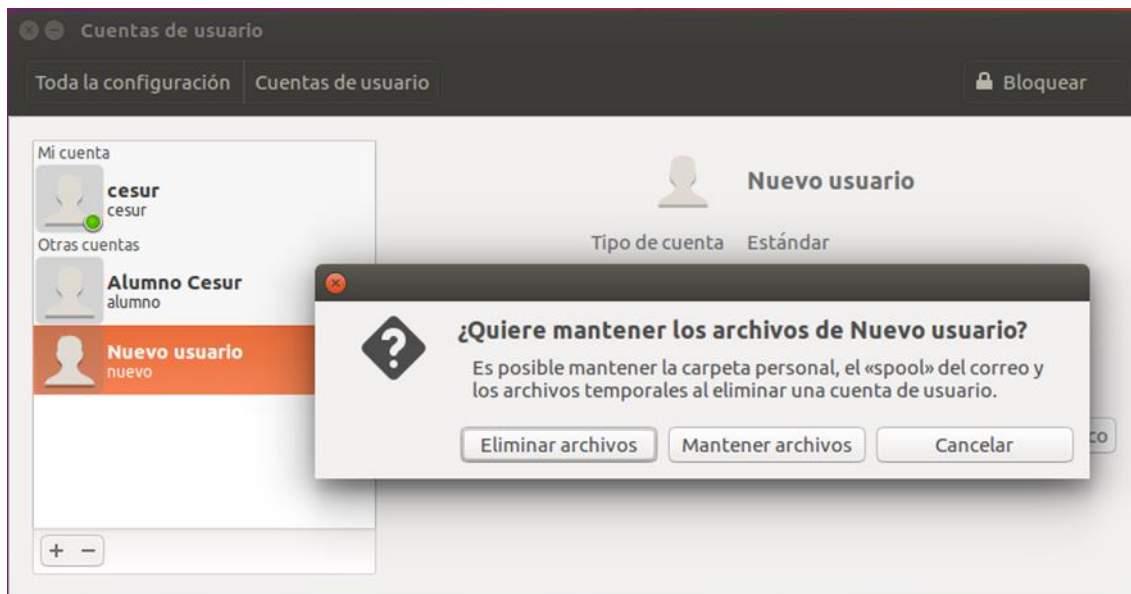 Cuentas de usuario
Toda la configuración Cuentas de usuario Bloquear
Mi cuenta
cesur
cesur
Otras cuentas
Alumno Cesur
alumno
Nuevo usuario
nuevo
Nuevo usuario
Tipo de cuenta Estándar
¿Quiere mantener los archivos de Nuevo usuario?
Es posible mantener la carpeta personal, el «spool» del correo y
los archivos temporales al eliminar una cuenta de usuario.
Eliminar archivos Mantener archivos Cancelar